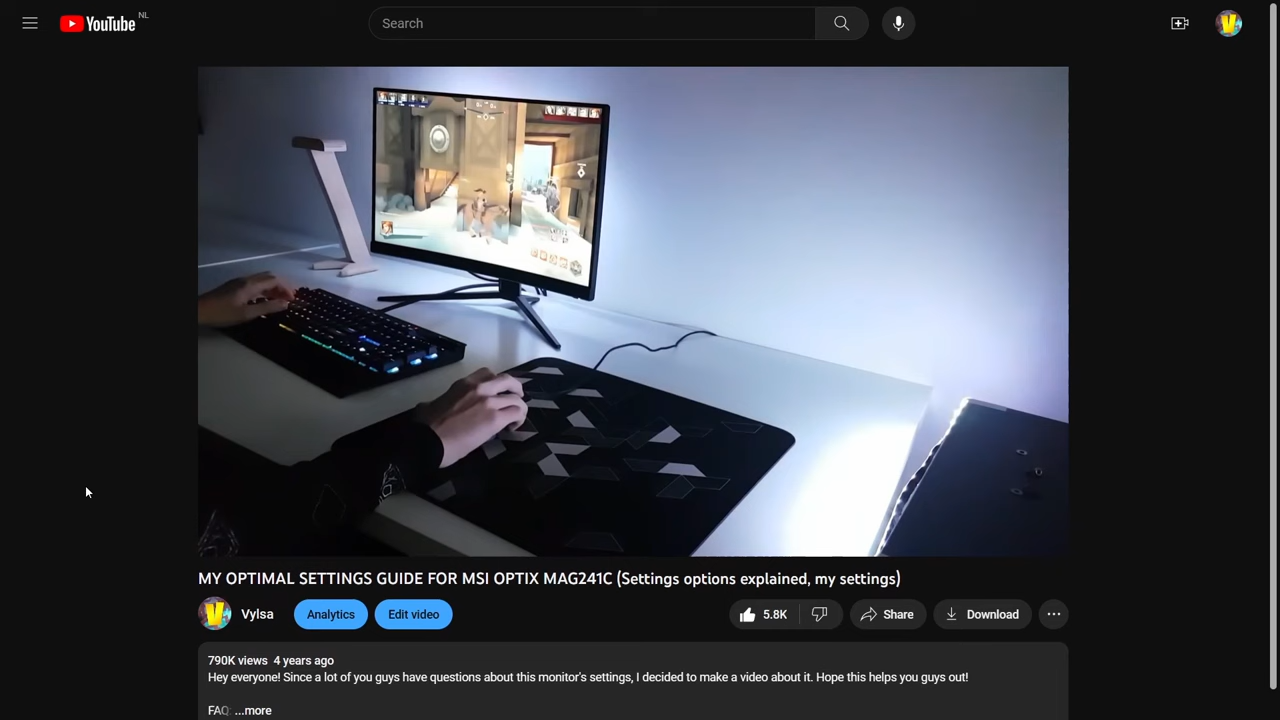 YouTube NL
Search
MY OPTIMAL SETTINGS GUIDE FOR MSI OPTIX MAG241C (Settings options explained, my settings)
V Vylsa Analytics Edit video 5.8K Share Download
790K views 4 years ago
Hey everyone! Since a lot of you guys have questions about this monitor's settings, I decided to make a video about it. Hope this helps you guys out!
FAQ: ...more